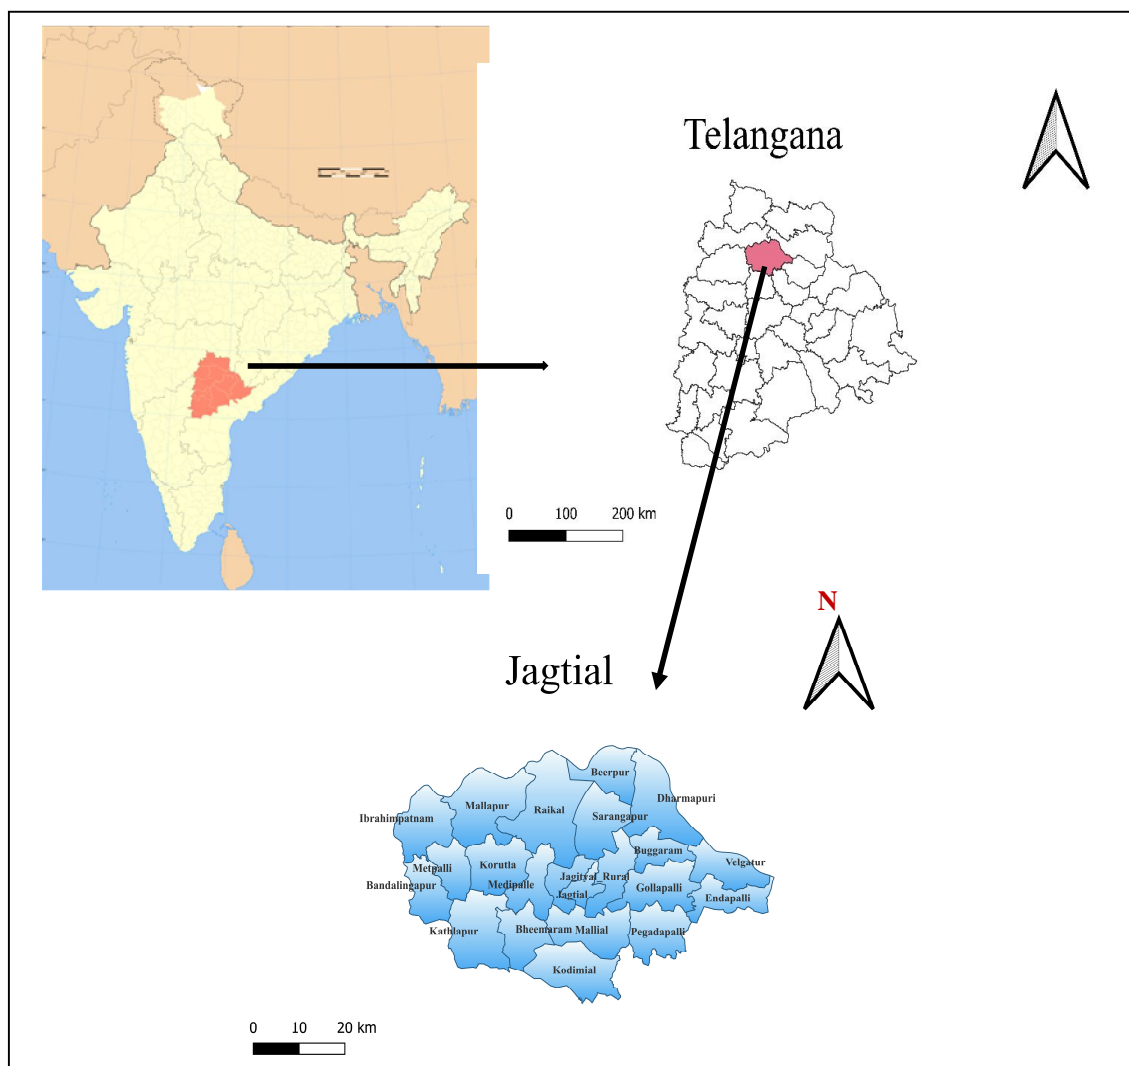 Telangana
0 100 200 km
N
Jagtial
Beerpur
Dharmapuri
Mallapur
Raikal
Sarangapur
Ibrahimpatnam
Buggaram
Velgatur
Metpalli
Korutla
Jagityal_Rural
Bandalingapur
Medipalle
Gollapalli
Jagtial
Endapalli
Kathlapur
Bheemaram
Mallial
Pegadapalli
Kodimial
0 10 20 km